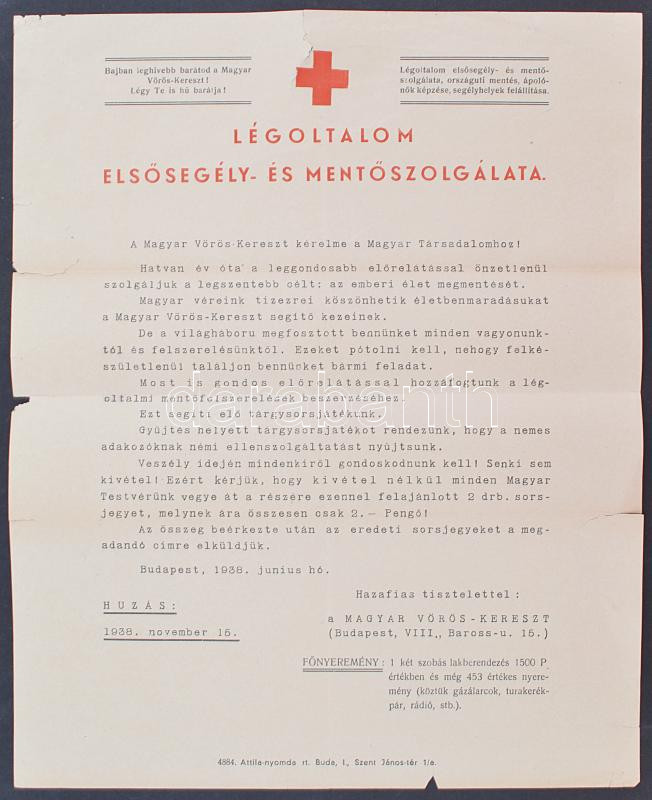 Bajban leghívebb barátod a Magyar
Vörös-Kereszt!
Légy Te is hű barátja!
Légoltalom elsősegély- és mentő-
szolgálata, országuti mentés, ápoló-
nők képzése, segélyhelyek felállítása.
LÉGOLTALOM
ELSŐSEGÉLY- ÉS MENTŐSZOLGÁLATA.
A Magyar Vörös-Kereszt kérelme a Magyar Társadalomhoz!
Hatvan év óta a leggondosabb előrelátással önzetlenül
szolgáljuk a legszentebb célt: az emberi élet megmentését.
Magyar véreink tizezrei köszönhetik életbenmaradásukat
a Magyar Vörös-Kereszt segitő kezeinek.
De a világháboru megfosztott bennünket minden vagyonunk-
tól és felszerelésünktől. Ezeket pótolni kell, nehogy felké-
születlenül találjon bennünket bármi feladat.
Most is gondos előrelátással hozzáfogtunk a lég-
oltalmi mentőfelszerelések beszerzéséhez.
Ezt segiti elő tárgysorsjátékunk.
Gyüjtés helyett tárgysorsjátékot rendezünk, hogy a nemes
adakozóknak némi ellenszolgáltatást nyujtsunk.
Veszély idején mindenkiről gondoskodnunk kell! Senki sem
kivétel! Ezért kérjük, hogy kivétel nélkül minden Magyar
Testvérünk vegye át a részére ezennel felajánlott 2 drb. sors-
jegyet, melynek ára összesen csak 2.— Pengő!
Az összeg beérkezte után az eredeti sorsjegyeket a meg-
adandó cimre elküldjük.
Budapest, 1938. junius hó.
Hazafias tisztelettel:
HUZÁS:
a MAGYAR VÖRÖS-KERESZT
1938. november 15.
(Budapest, VIII., Baross-u. 15.)
FŐNYEREMÉNY: 1 két szobás lakberendezés 1500 P
értékben és még 453 értékes nyere-
mény (köztük gázálarcok, turakerék-
pár, rádió, stb.).
4884. Attila-nyomda rt. Buda, I., Szent János-tér 1/a.
darabanth